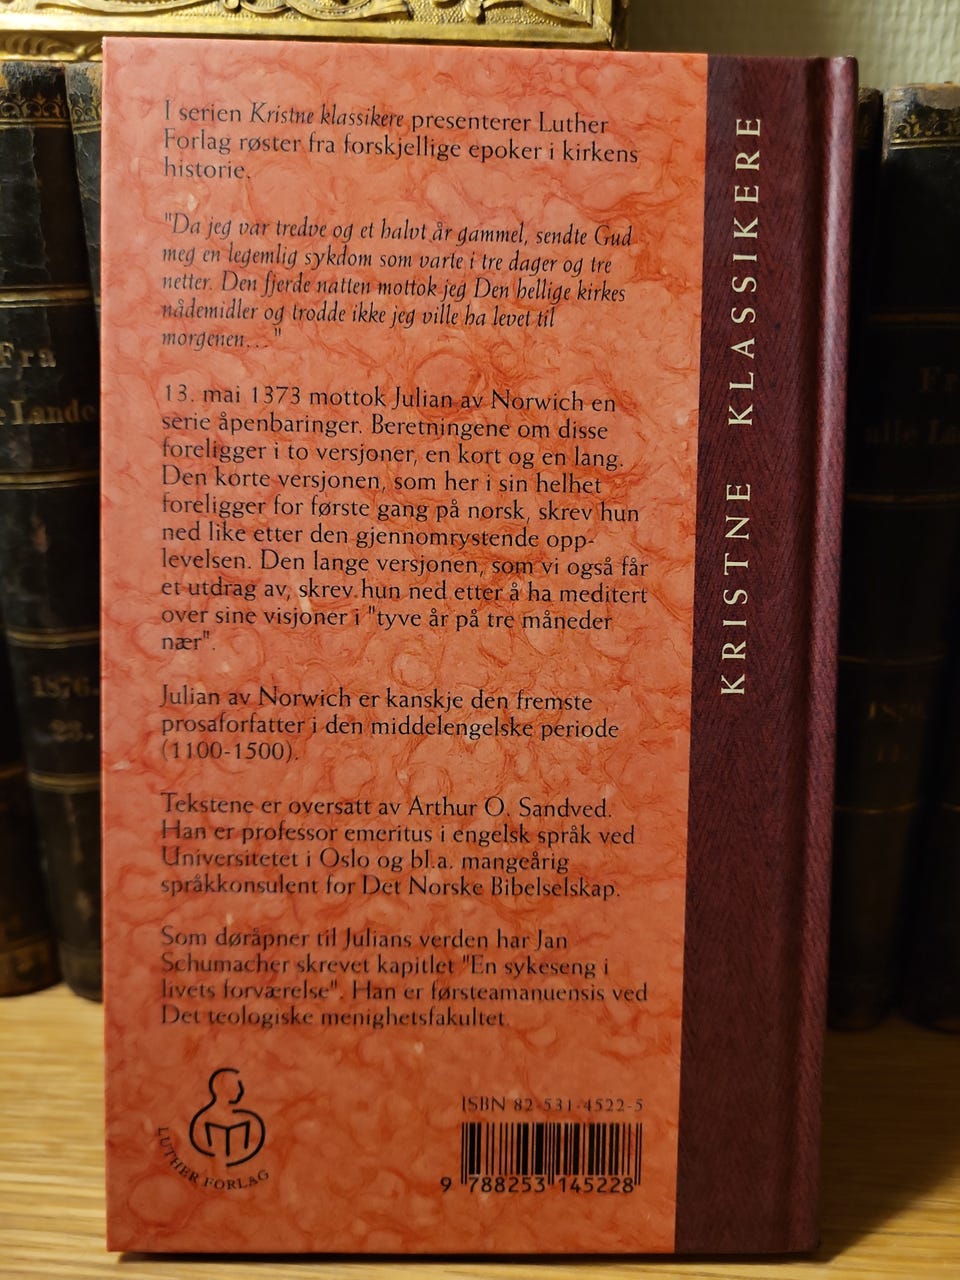 I serien Kristne klassikere presenterer Luther
Forlag røster fra forskjellige epoker i kirkens
historie.
"Da jeg var tredve og et halvt år gammel, sendte Gud
meg en legemlig sykdom som varte i tre dager og tre
netter. Den fjerde natten mottok jeg Den hellige kirkes
nådemidler og trodde ikke jeg ville ha levet til
morgenen..."
13. mai 1373 mottok Julian av Norwich en
serie åpenbaringer. Beretningene om disse
foreligger i to versjoner, en kort og en lang.
Den korte versjonen, som her i sin helhet
foreligger for første gang på norsk, skrev hun
ned like etter den gjennomrystende opp-
levelsen. Den lange versjonen, som vi også får
et utdrag av, skrev hun ned etter å ha meditert
over sine visjoner i "tyve år på tre måneder
nær".
Julian av Norwich er kanskje den fremste
prosaforfatter i den middelengelske periode
(1100-1500).
Tekstene er oversatt av Arthur O. Sandved.
Han er professor emeritus i engelsk språk ved
Universitetet i Oslo og bl.a. mangeårig
språkkonsulent for Det Norske Bibelselskap.
Som døråpner til Julians verden har Jan
Schumacher skrevet kapitlet "En sykeseng i
livets forværelse". Han er førsteamanuensis ved
Det teologiske menighetsfakultet.
LUTHER FORLAG
ISBN 82-531-4522-5
9 788253 145228
KRISTNE KLASSIKERE
Fra
Lande
1876.
23.